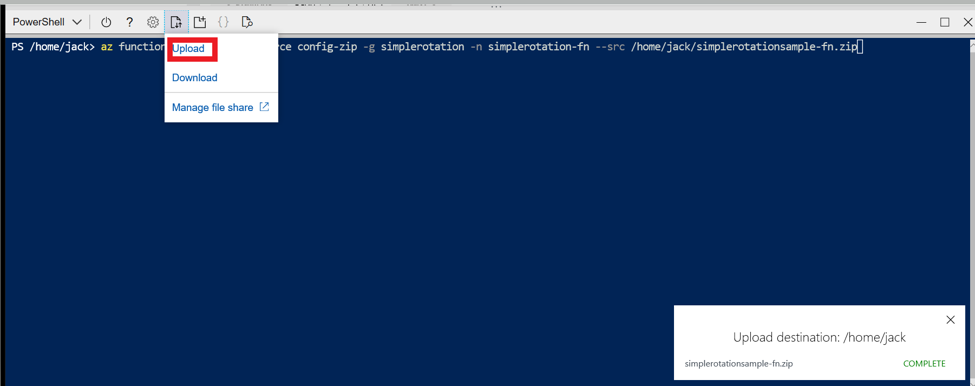 PowerShell
?
{}
PS /home/jack> az function rce config-zip -g simplerotation -n simplerotation-fn --src /home/jack/simplerotationsample-fn.zip
Upload
Download
Manage file share
Upload destination: /home/jack
simplerotationsample-fn.zip COMPLETE